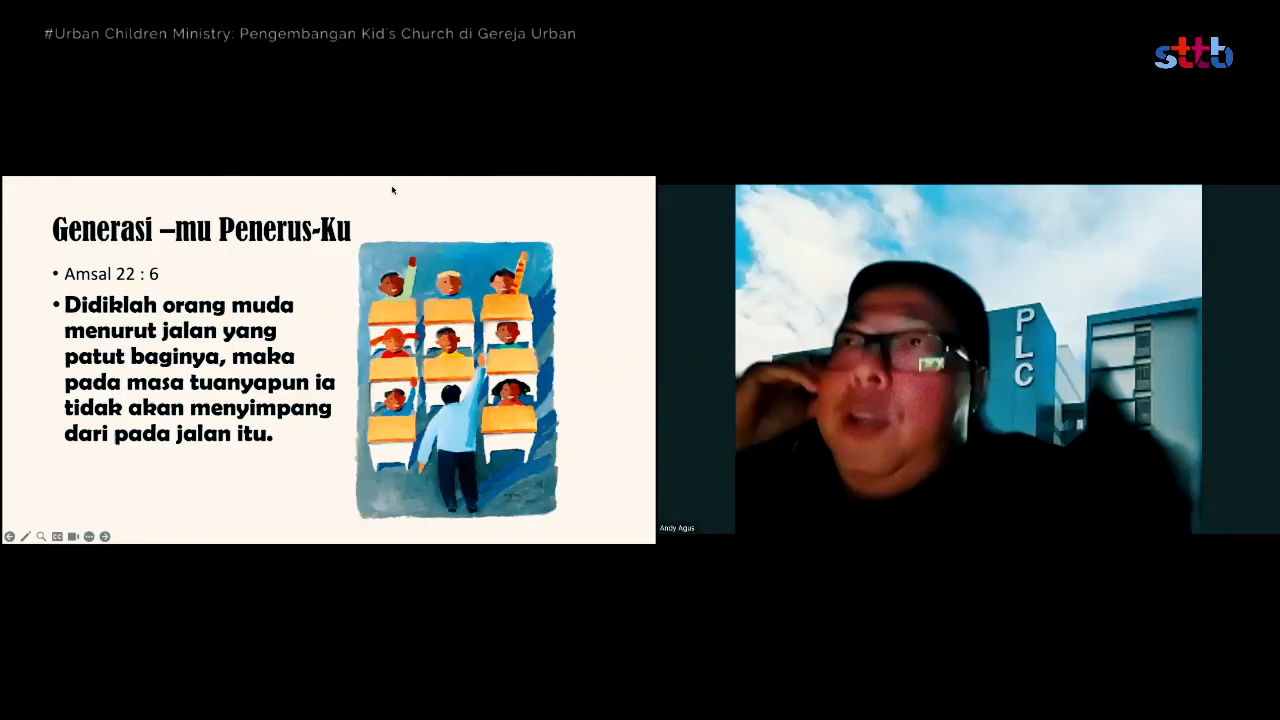 #Urban Children Ministry: Pengembangan Kid's Church di Gereja Urban
sttb
Generasi –mu Penerus-Ku
• Amsal 22 : 6
• Didiklah orang muda
menurut jalan yang
patut baginya, maka
pada masa tuanyapun ia
tidak akan menyimpang
dari pada jalan itu.
PLC
Andy Agus